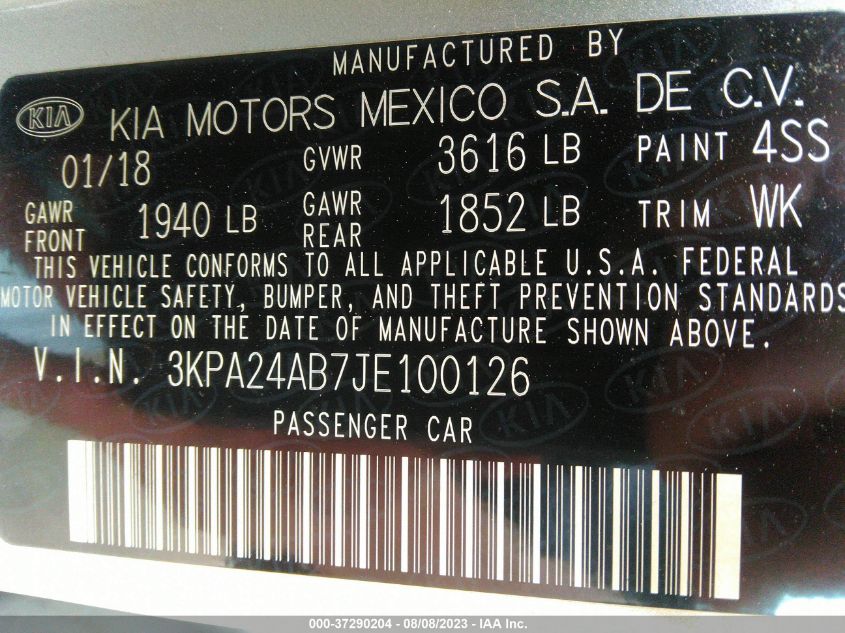 MANUFACTURED BY
KIA KIA MOTORS MEXICO S.A. DE C.V.
01/18 GVWR 3616 LB PAINT 4SS
GAWR FRONT 1940 LB GAWR REAR 1852 LB TRIM WK
THIS VEHICLE CONFORMS TO ALL APPLICABLE U.S.A. FEDERAL
MOTOR VEHICLE SAFETY, BUMPER, AND THEFT PREVENTION STANDARDS
IN EFFECT ON THE DATE OF MANUFACTURE SHOWN ABOVE.
V.I.N. 3KPA24AB7JE100126
PASSENGER CAR
000-37290204 - 08/08/2023 - IAA Inc.